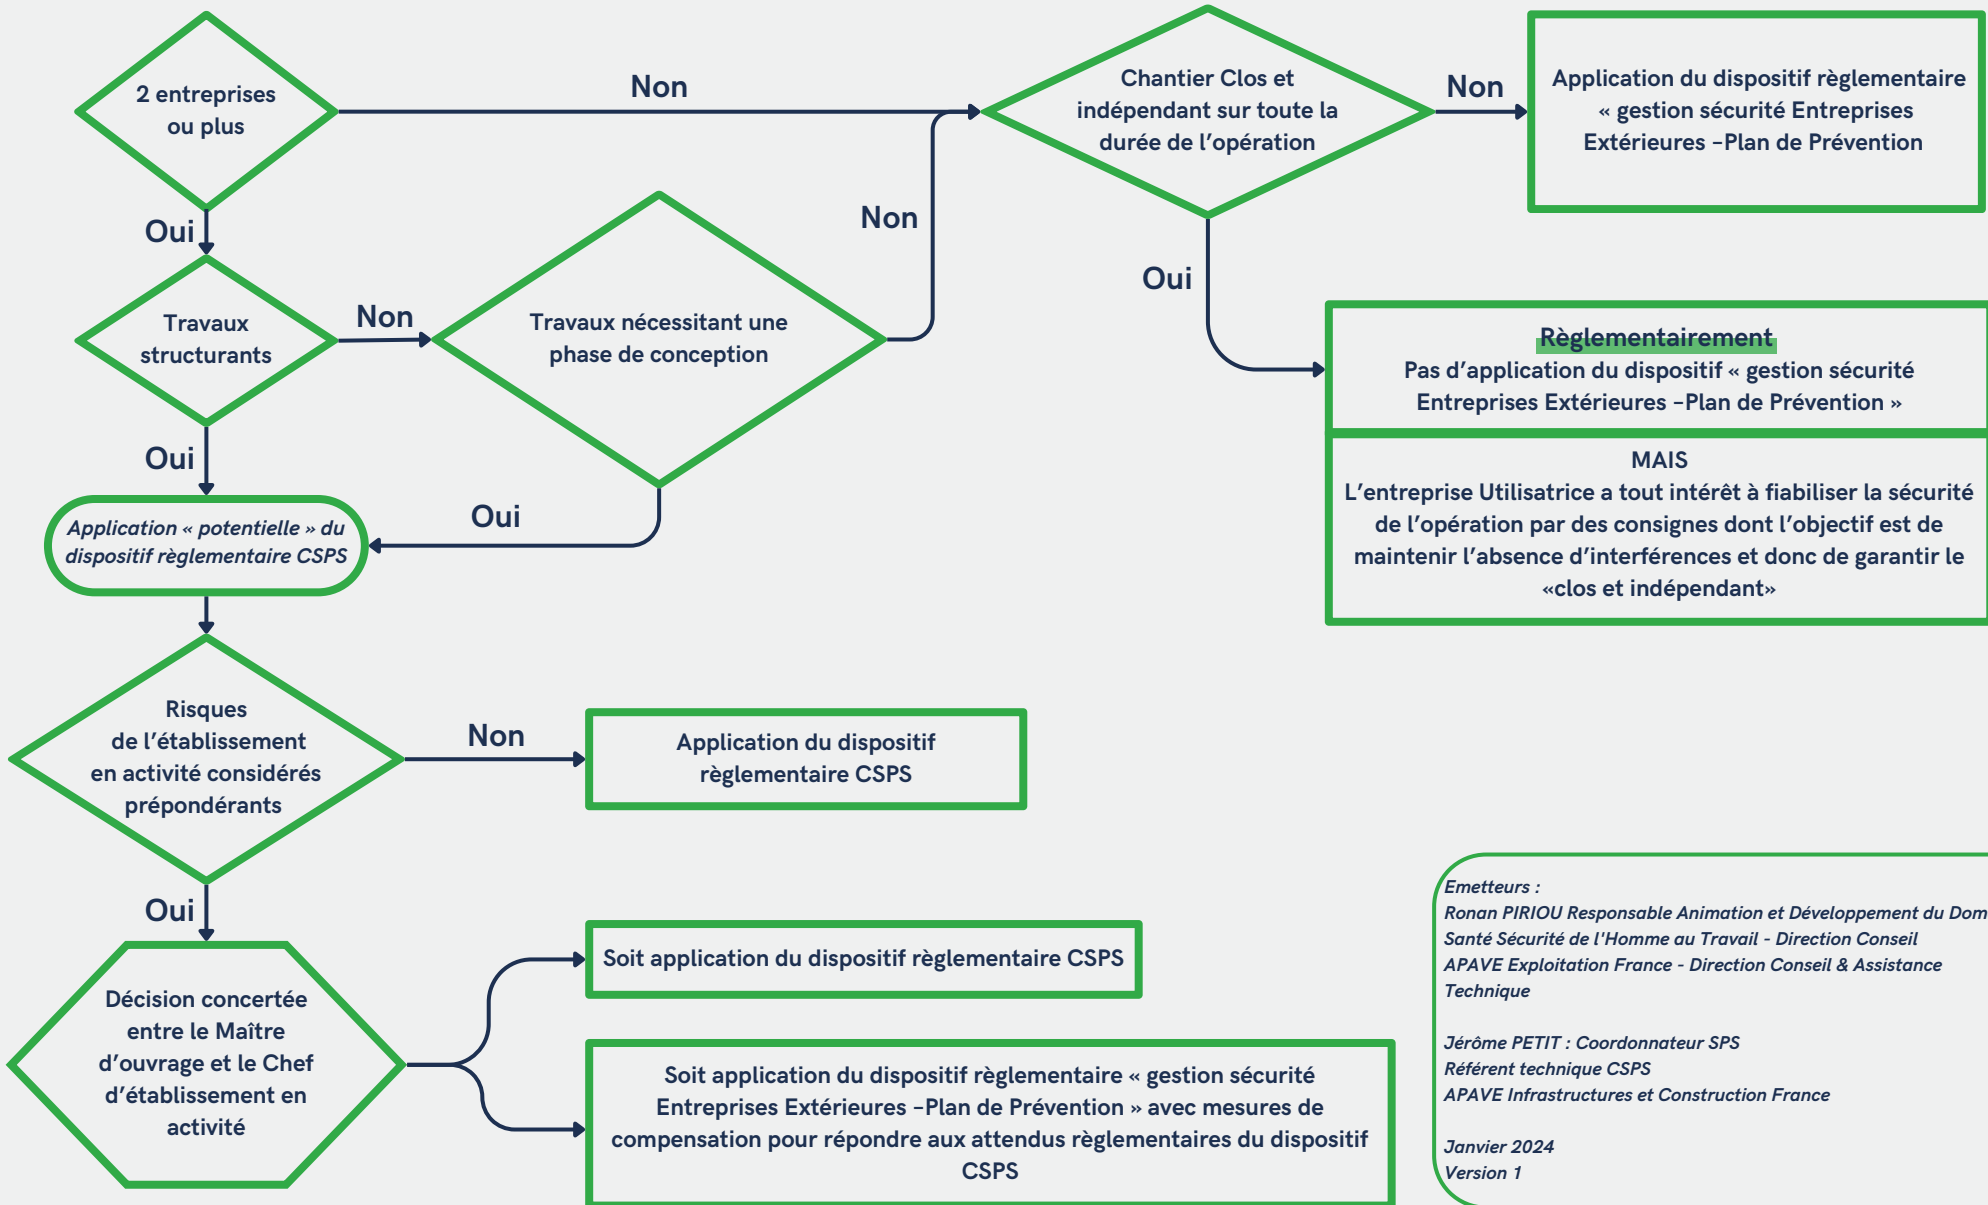 2 entreprises
ou plus
Non
Chantier Clos et
indépendant sur toute la
durée de l'opération
Non
Application du dispositif règlementaire
« gestion sécurité Entreprises
Extérieures –Plan de Prévention
Oui
Non
Oui
Travaux
structurants
Non
Travaux nécessitant une
phase de conception
Règlementairement
Pas d'application du dispositif « gestion sécurité
Entreprises Extérieures –Plan de Prévention »
MAIS
L'entreprise Utilisatrice a tout intérêt à fiabiliser la sécurité
de l'opération par des consignes dont l'objectif est de
maintenir l'absence d'interférences et donc de garantir le
«clos et indépendant»
Oui
Oui
Application « potentielle » du
dispositif règlementaire CSPS
Risques
de l'établissement
en activité considérés
prépondérants
Non
Application du dispositif
règlementaire CSPS
Oui
Décision concertée
entre le Maître
d'ouvrage et le Chef
d'établissement en
activité
Soit application du dispositif règlementaire CSPS
Soit application du dispositif règlementaire « gestion sécurité
Entreprises Extérieures –Plan de Prévention » avec mesures de
compensation pour répondre aux attendus règlementaires du dispositif
CSPS
Emetteurs :
Ronan PIRIOU Responsable Animation et Développement du Dom
Santé Sécurité de l'Homme au Travail - Direction Conseil
APAVE Exploitation France - Direction Conseil & Assistance
Technique
Jérôme PETIT : Coordonnateur SPS
Référent technique CSPS
APAVE Infrastructures et Construction France
Janvier 2024
Version 1